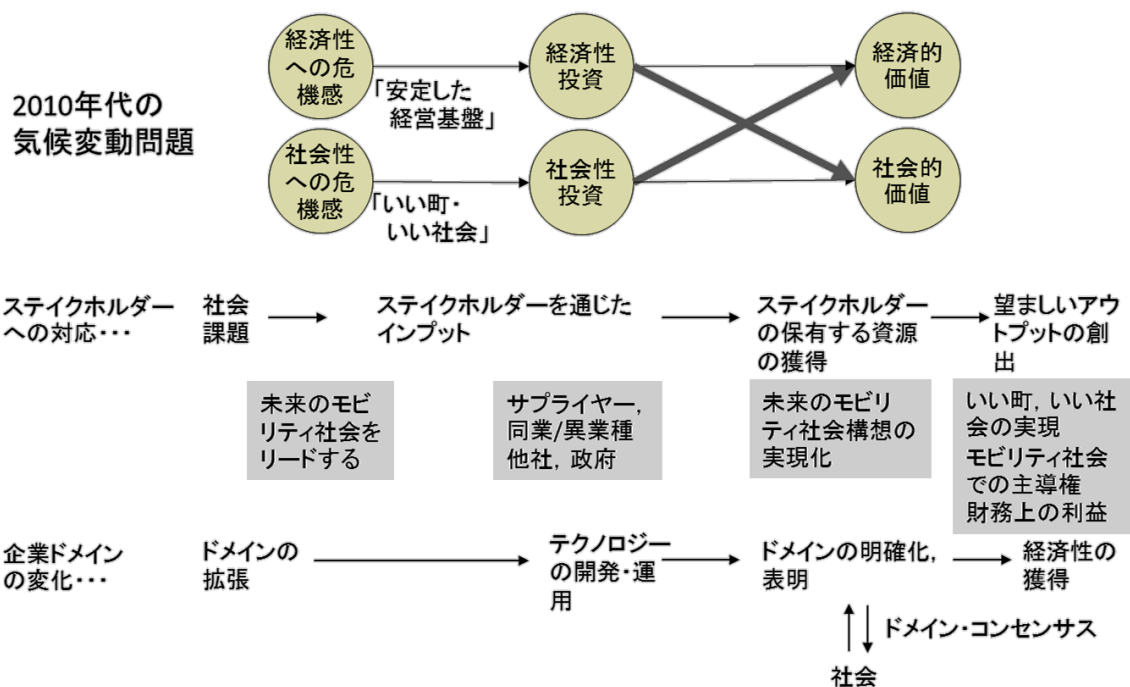 経済性
への危
機感
経済性
投資
経済的
価値
「安定した
経営基盤」
2010年代の
気候変動問題
社会性
への危
機感
社会性
投資
社会的
価値
「いい町・
いい社会」
ステイクホルダー
への対応・・・
社会
課題
ステイクホルダーを通じた
インプット
ステイクホルダー
の保有する資源
の獲得
望ましいアウ
トプットの創
出
未来のモビ
リティ社会を
リードする
サプライヤー,
同業/異業種
他社, 政府
未来のモビリ
ティ社会構想の
実現化
いい町, いい社
会の実現
モビリティ社会
での主導権
財務上の利益
企業ドメイン
の変化・・・
ドメインの
拡張
テクノロジー
の開発・運
用
ドメインの明確化,
表明
経済性の
獲得
ドメイン・コンセンサス
社会